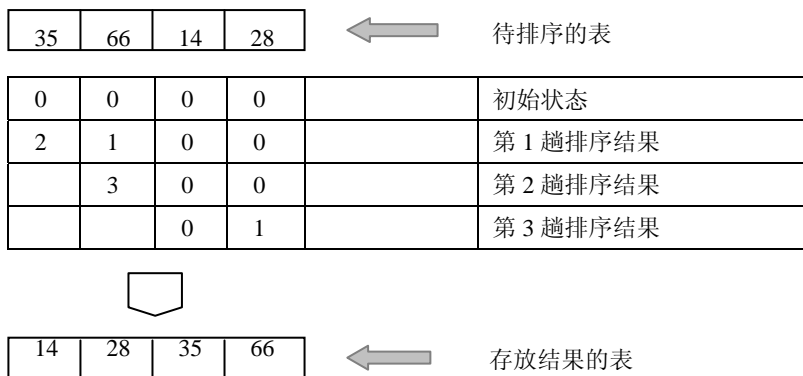 35 66 14 28 待排序的表
0 0 0 0 初始状态
2 1 0 0 第 1 趟排序结果
3 0 0 第 2 趟排序结果
0 1 第 3 趟排序结果
14 28 35 66 存放结果的表